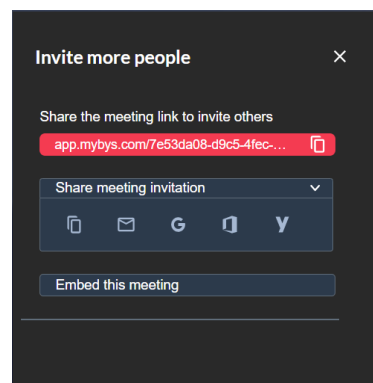 Invite more people
Share the meeting link to invite others
app.mybys.com/7e53da08-d9c5-4fec-...
Share meeting invitation
Embed this meeting